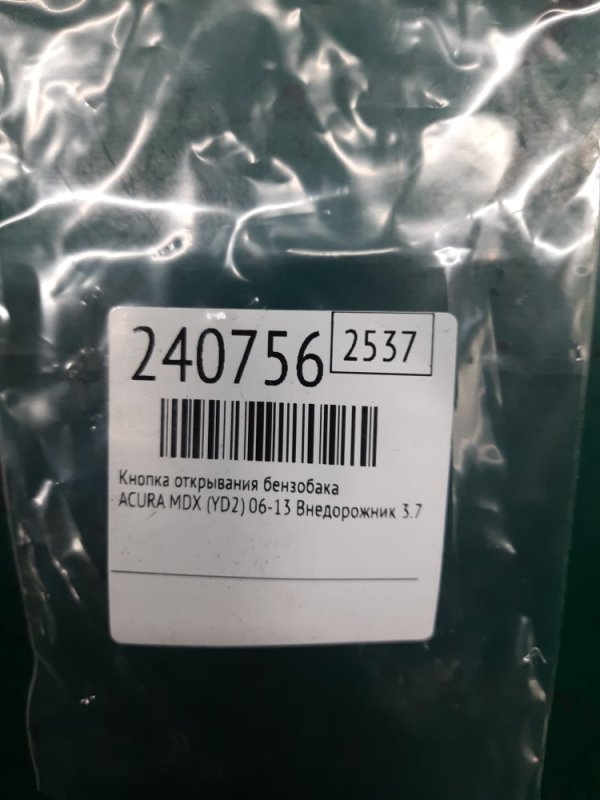 240756 2537
Кнопка открывания бензобака
ACURA MDX (YD2) 06-13 Внедорожник 3.7